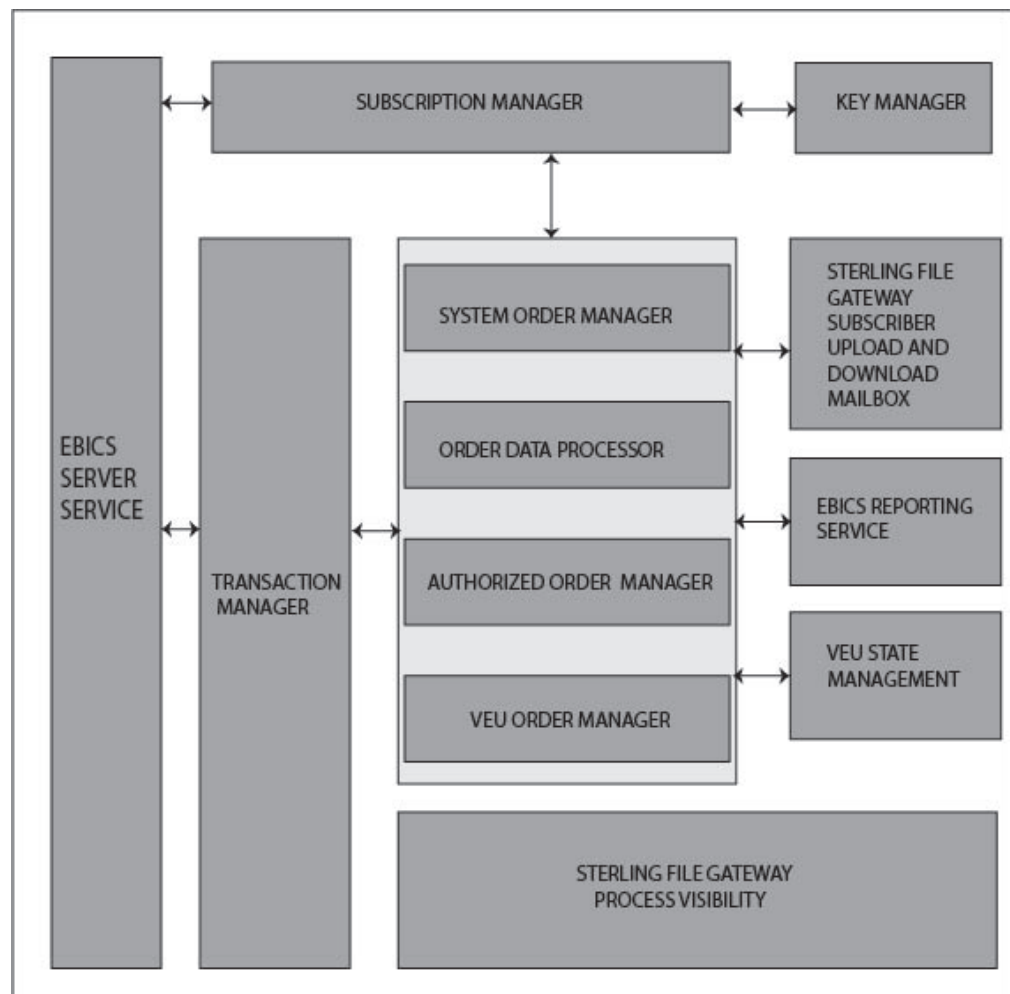 SUBSCRIPTION MANAGER
KEY MANAGER
SYSTEM ORDER MANAGER
STERLING FILE
GATEWAY
SUBSCRIBER
UPLOAD AND
DOWNLOAD
MAILBOX
ORDER DATA PROCESSOR
EBICS
SERVER
SERVICE
EBICS REPORTING
SERVICE
TRANSACTION
MANAGER
AUTHORIZED ORDER MANAGER
VEU STATE
MANAGEMENT
VEU ORDER MANAGER
STERLING FILE GATEWAY
PROCESS VISIBILITY